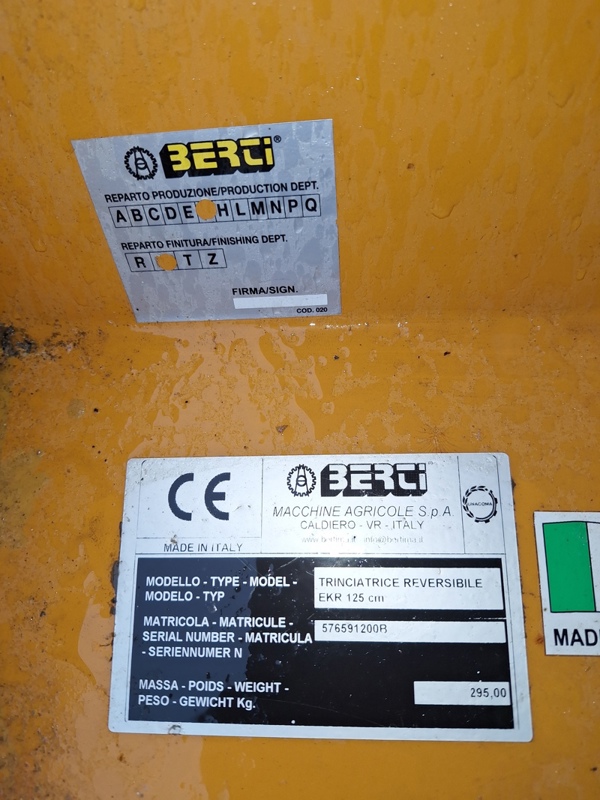 BERTI®
REPARTO PRODUZIONE/PRODUCTION DEPT.
A B C D E H L M N P Q
REPARTO FINITURA/FINISHING DEPT.
R T Z
FIRMA/SIGN.
COD. 020
CE
MADE IN ITALY
BERTI
MACCHINE AGRICOLE S.p.A.
CALDIERO - VR - ITALY
UNACOMA
MODELLO - TYPE - MODEL -
MODELO - TYP
TRINCIATRICE REVERSIBILE
EKR 125 cm
MATRICOLA - MATRICULE -
SERIAL NUMBER - MATRICULA
- SERIENNUMER N
576591200B
MASSA - POIDS - WEIGHT -
PESO - GEWICHT Kg.
295,00